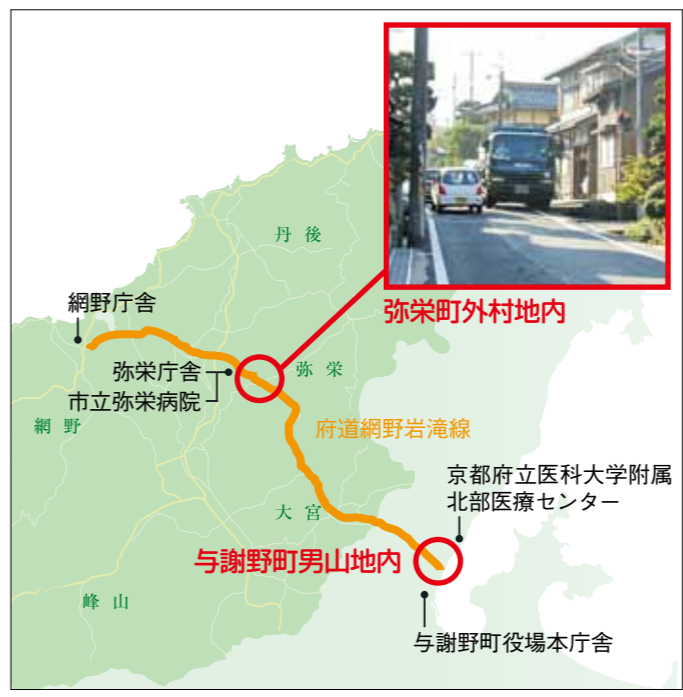 丹後
弥栄町外村地内
網野庁舎
弥栄庁舎
市立弥栄病院
弥栄
網野
府道網野岩滝線
京都府立医科大学附属
北部医療センター
大宮
与謝野町男山地内
峰山
与謝野町役場本庁舎